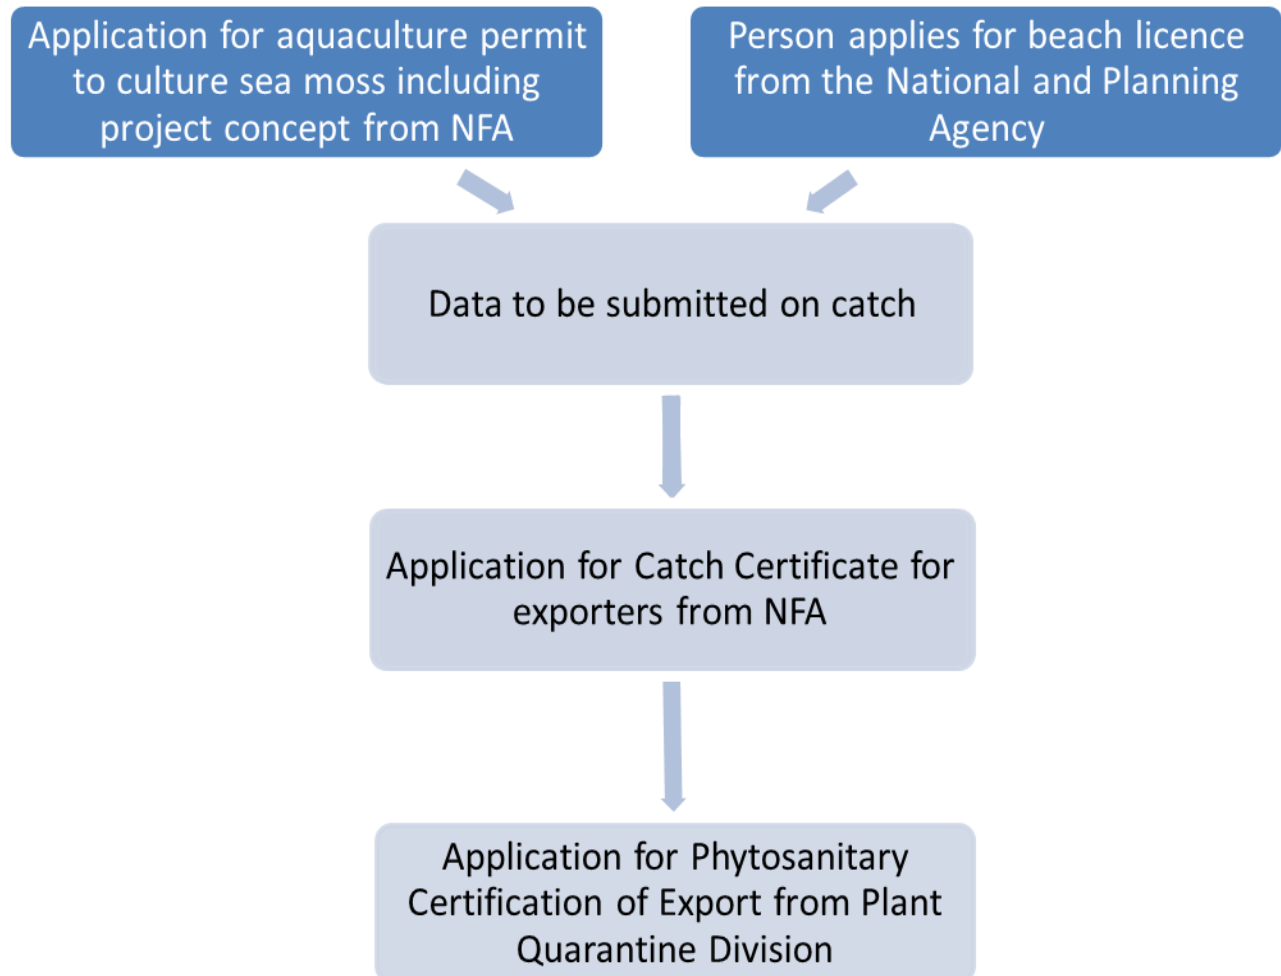 Application for aquaculture permit
to culture sea moss including
project concept from NFA
Person applies for beach licence
from the National and Planning
Agency
Data to be submitted on catch
Application for Catch Certificate for
exporters from NFA
Application for Phytosanitary
Certification of Export from Plant
Quarantine Division